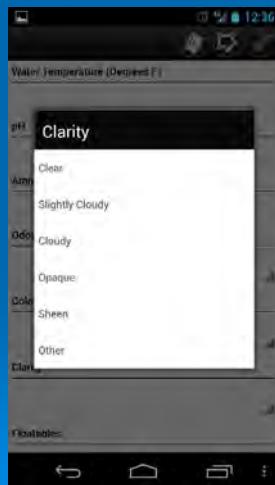 12:36
Water Temperature (Degrees F)
pH
Clarity
Clear
Slightly Cloudy
Cloudy
Opaque
Sheen
Other
Floatables